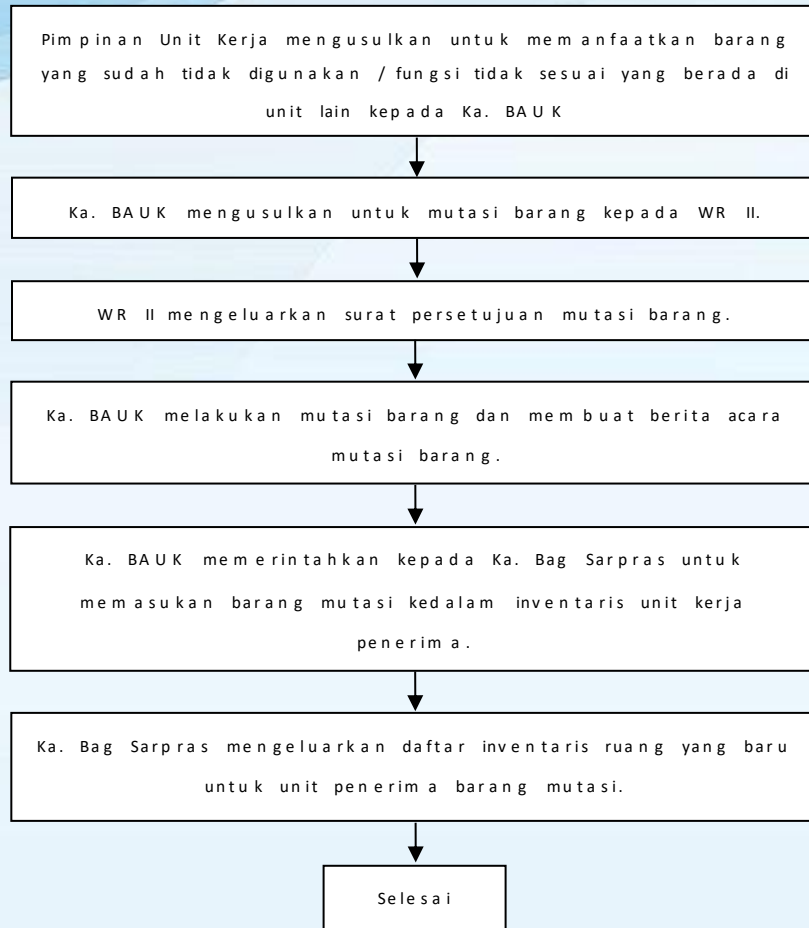 Pimpinan Unit Kerja mengusulkan untuk memanfaatkan barang
yang sudah tidak digunakan / fungsi tidak sesuai yang berada di
unit lain kepada Ka. BAUK
Ka. BAUK mengusulkan untuk mutasi barang kepada WR II.
WR II mengeluarkan surat persetujuan mutasi barang.
Ka. BAUK melakukan mutasi barang dan membuat berita acara
mutasi barang.
Ka. BAUK memerintahkan kepada Ka. Bag Sarpras untuk
memasukan barang mutasi kedalam inventaris unit kerja
penerima.
Ka. Bag Sarpras mengeluarkan daftar inventaris ruang yang baru
untuk unit penerima barang mutasi.
Selesai